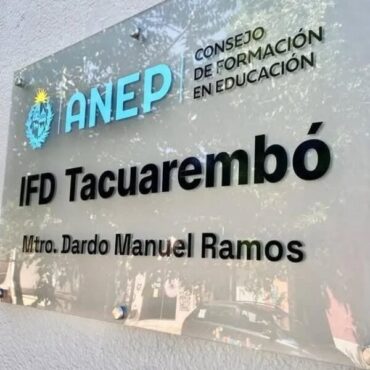 ANEP
CONSEJO
DE FORMACIÓN
EN EDUCACIÓN
IFD Tacuarembó
Mtro. Dardo Manuel Ramos